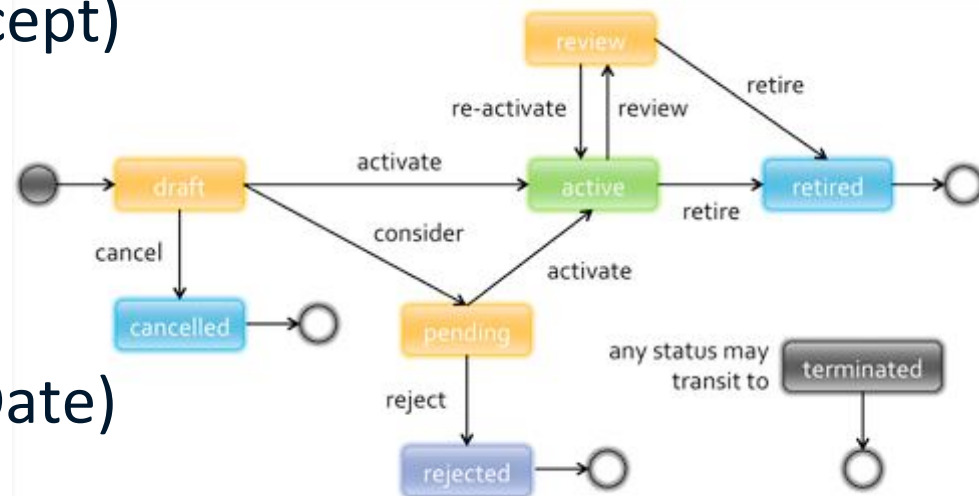 cept)
review
re-activate
review
retire
activate
draft
active
retired
retire
consider
cancel
activate
cancelled
pending
any status may
transit to
terminated
Date)
reject
rejected